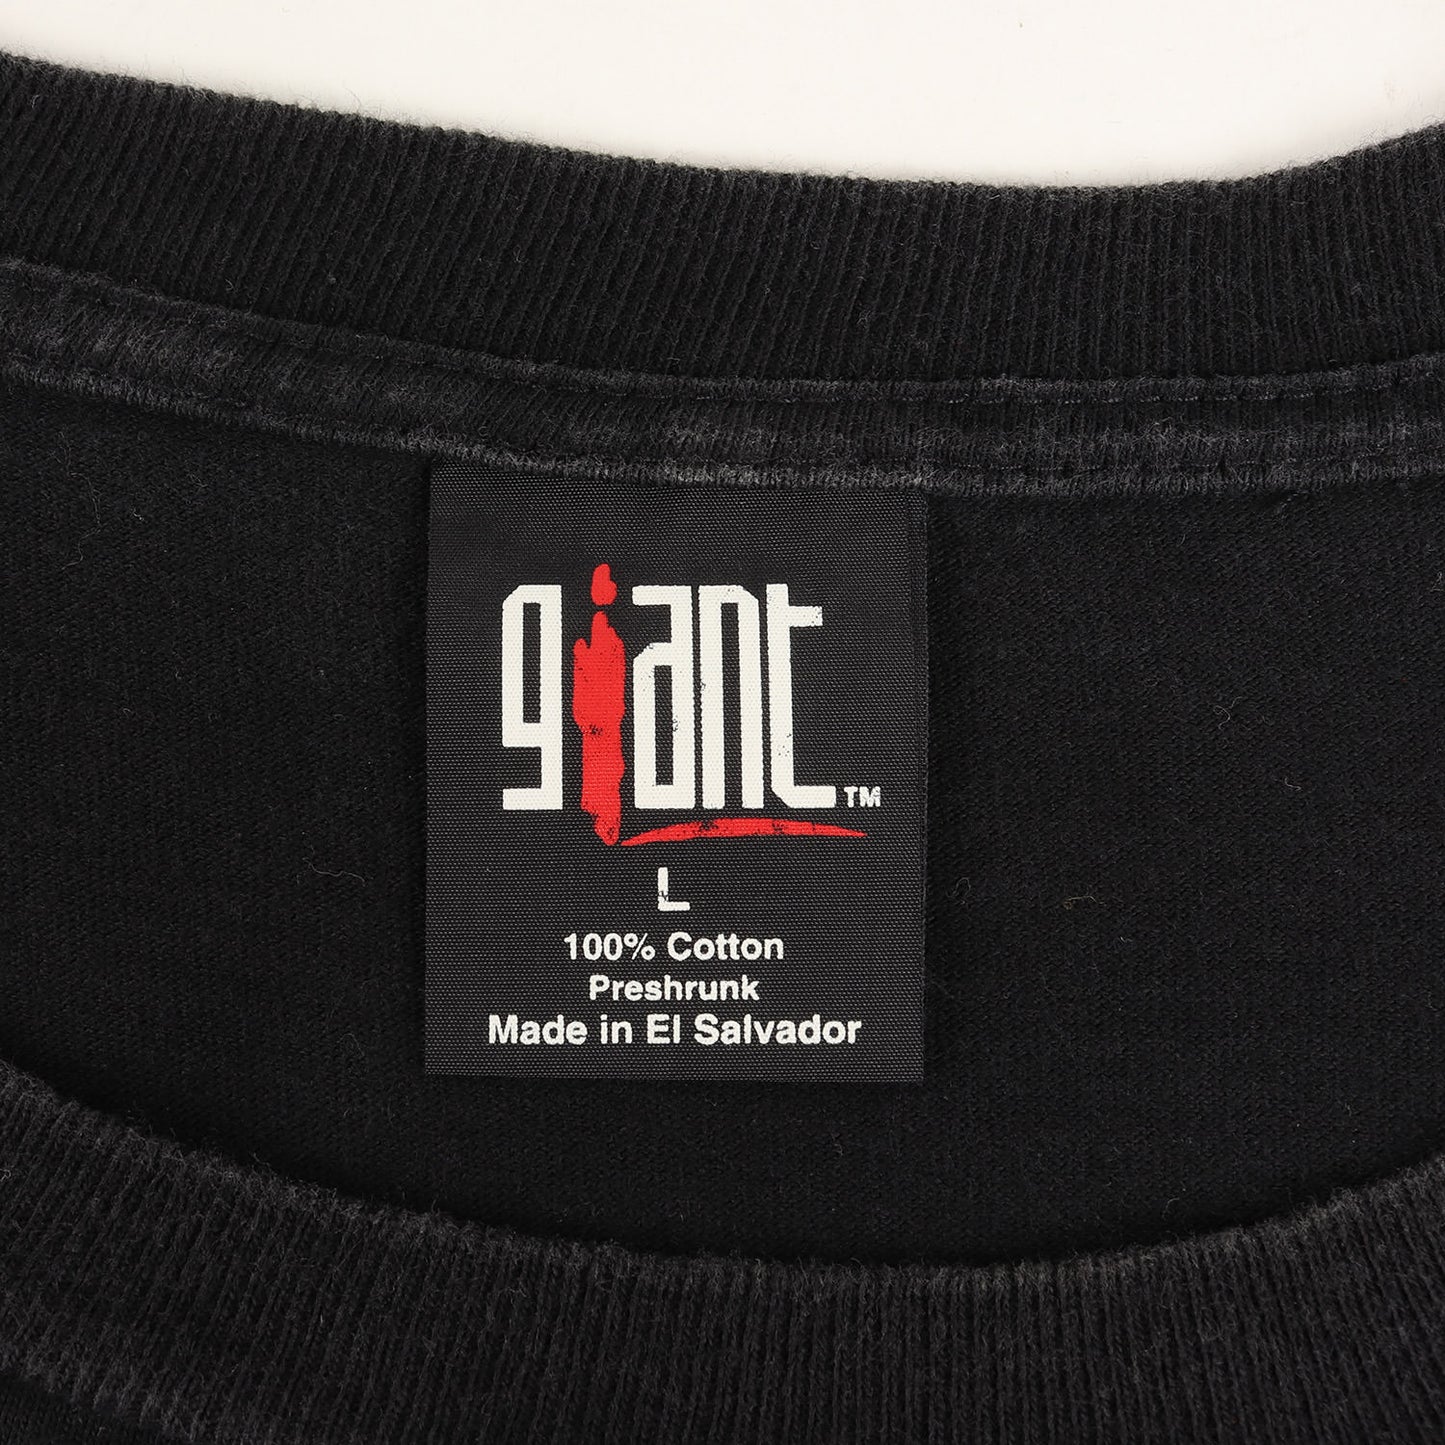 giant™
L
100% Cotton
Preshrunk
Made in El Salvador